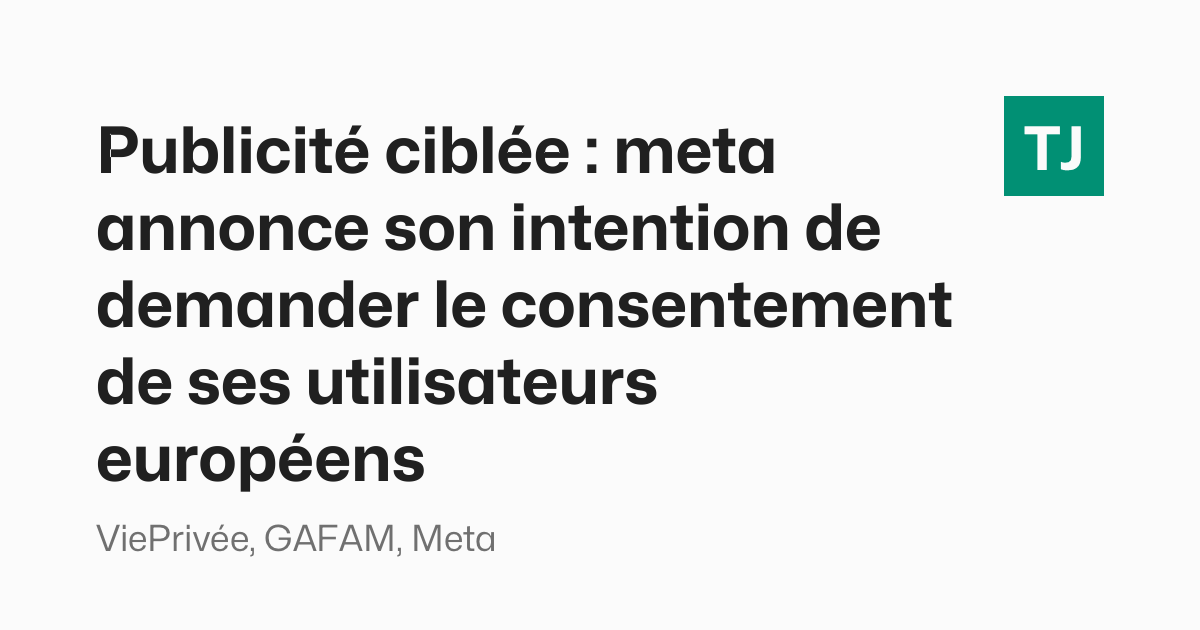 Publicité ciblée : meta
TJ
annonce son intention de
demander le consentement
de ses utilisateurs
européens
ViePrivée, GAFAM, Meta